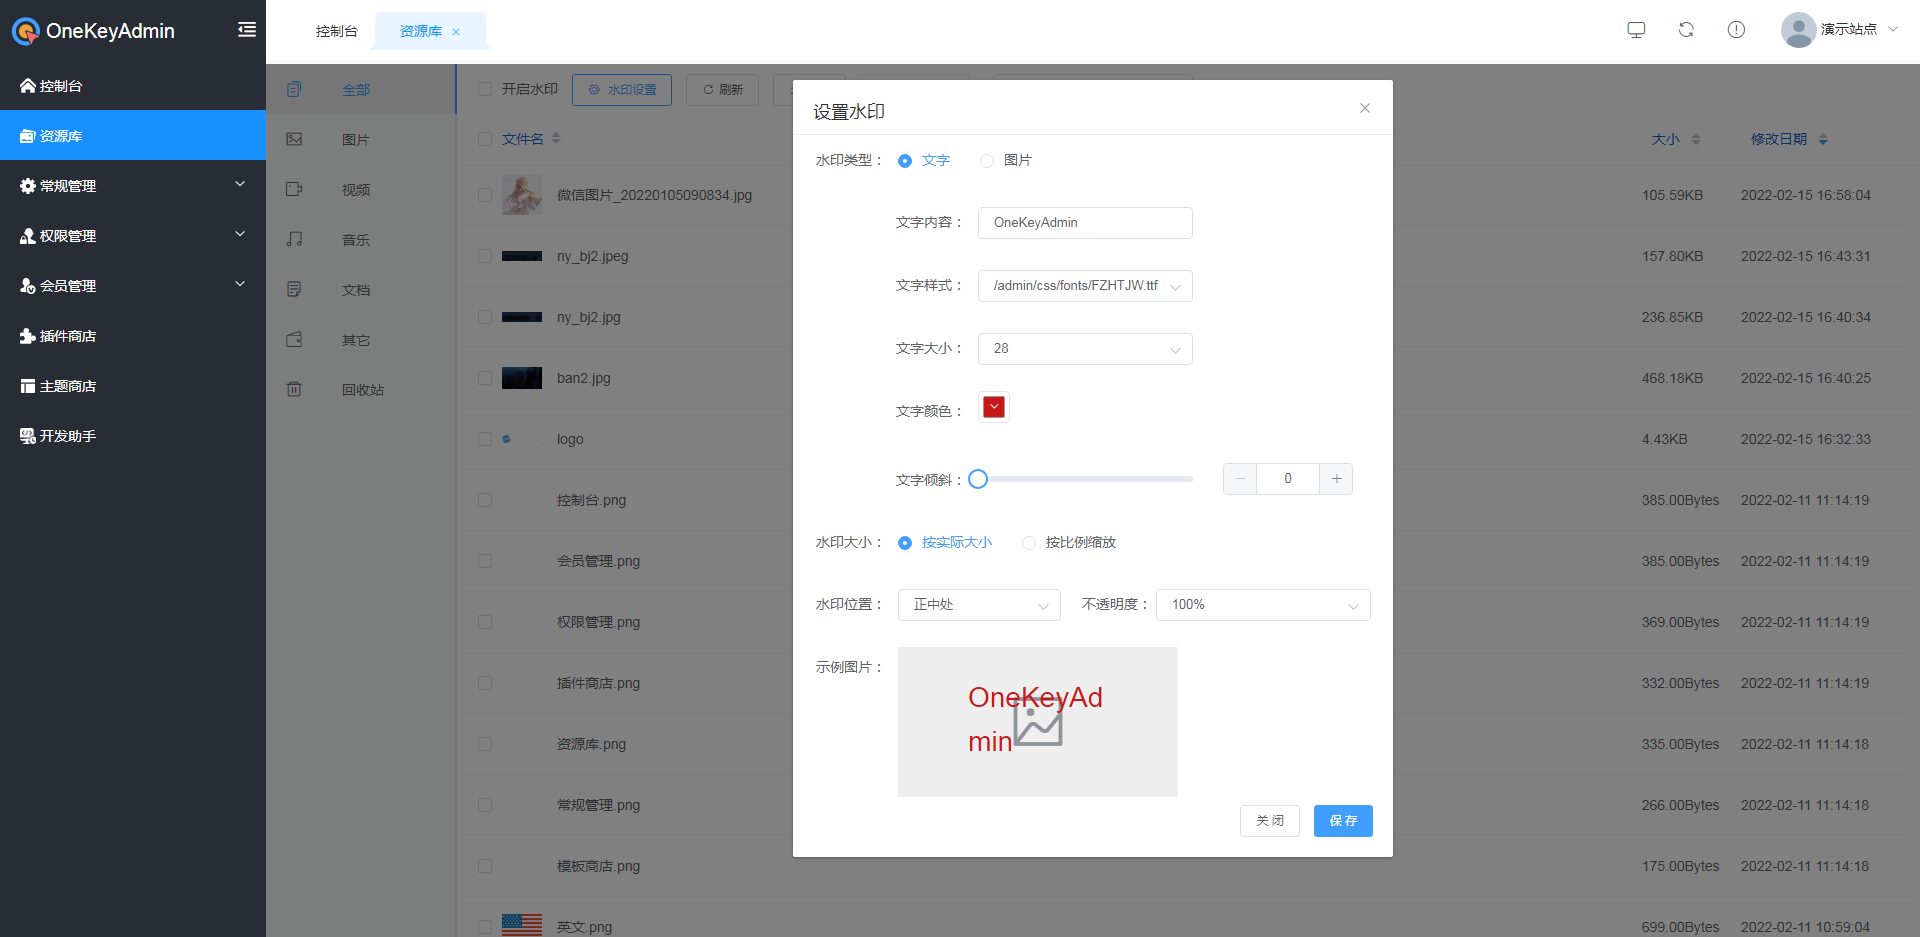 OneKeyAdmin
控制台
资源库
演示站点
控制台
资源库
常规管理
权限管理
会员管理
插件商店
主题商店
开发助手
全部
图片
视频
音乐
文档
其它
回收站
开启水印
水印设置
刷新
文件名
大小
修改日期
微信图片_20220105090834.jpg
105.59KB
2022-02-15 16:58:04
ny_bj2.jpeg
157.80KB
2022-02-15 16:43:31
ny_bj2.jpg
236.85KB
2022-02-15 16:40:34
ban2.jpg
468.18KB
2022-02-15 16:40:25
logo
4.43KB
2022-02-15 16:32:33
控制台.png
385.00Bytes
2022-02-11 11:14:19
会员管理.png
385.00Bytes
2022-02-11 11:14:19
权限管理.png
369.00Bytes
2022-02-11 11:14:19
插件商店.png
332.00Bytes
2022-02-11 11:14:19
资源库.png
335.00Bytes
2022-02-11 11:14:18
常规管理.png
266.00Bytes
2022-02-11 11:14:18
模板商店.png
175.00Bytes
2022-02-11 11:14:18
英文.png
699.00Bytes
2022-02-11 10:59:04
设置水印
水印类型：
文字
图片
文字内容：
OneKeyAdmin
文字样式：
/admin/css/fonts/FZHTJW.ttf
文字大小：
28
文字颜色：
文字倾斜：
0
水印大小：
按实际大小
按比例缩放
水印位置：
正中处
不透明度：
100%
示例图片：
OneKeyAd
min
关闭
保存